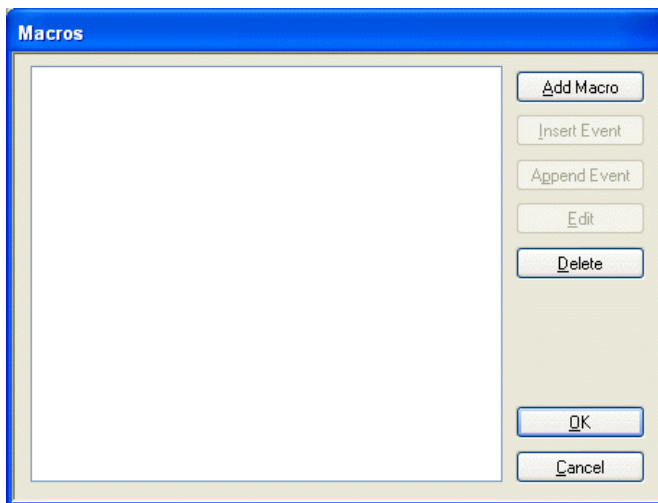 Macros
Add Macro
Insert Event
Append Event
Edit
Delete
OK
Cancel